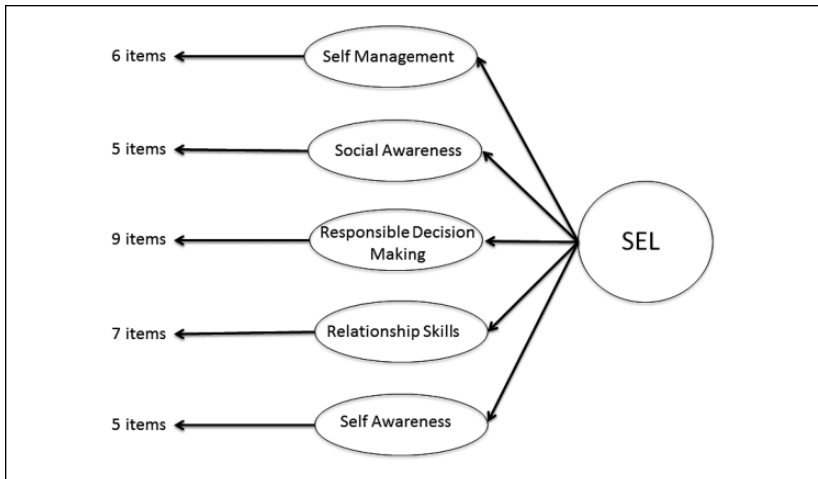 6 items
Self Management
5 items
Social Awareness
9 items
Responsible Decision
Making
SEL
7 items
Relationship Skills
5 items
Self Awareness